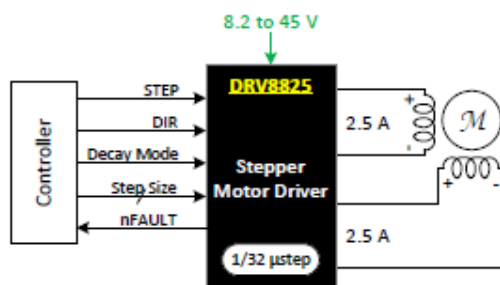 8.2 to 45 V
Controller
STEP
DIR
Decay Mode
Step Size
nFAULT
DRV8825
Stepper
Motor Driver
1/32 µstep
+
-
2.5 A
M
+
-
2.5 A